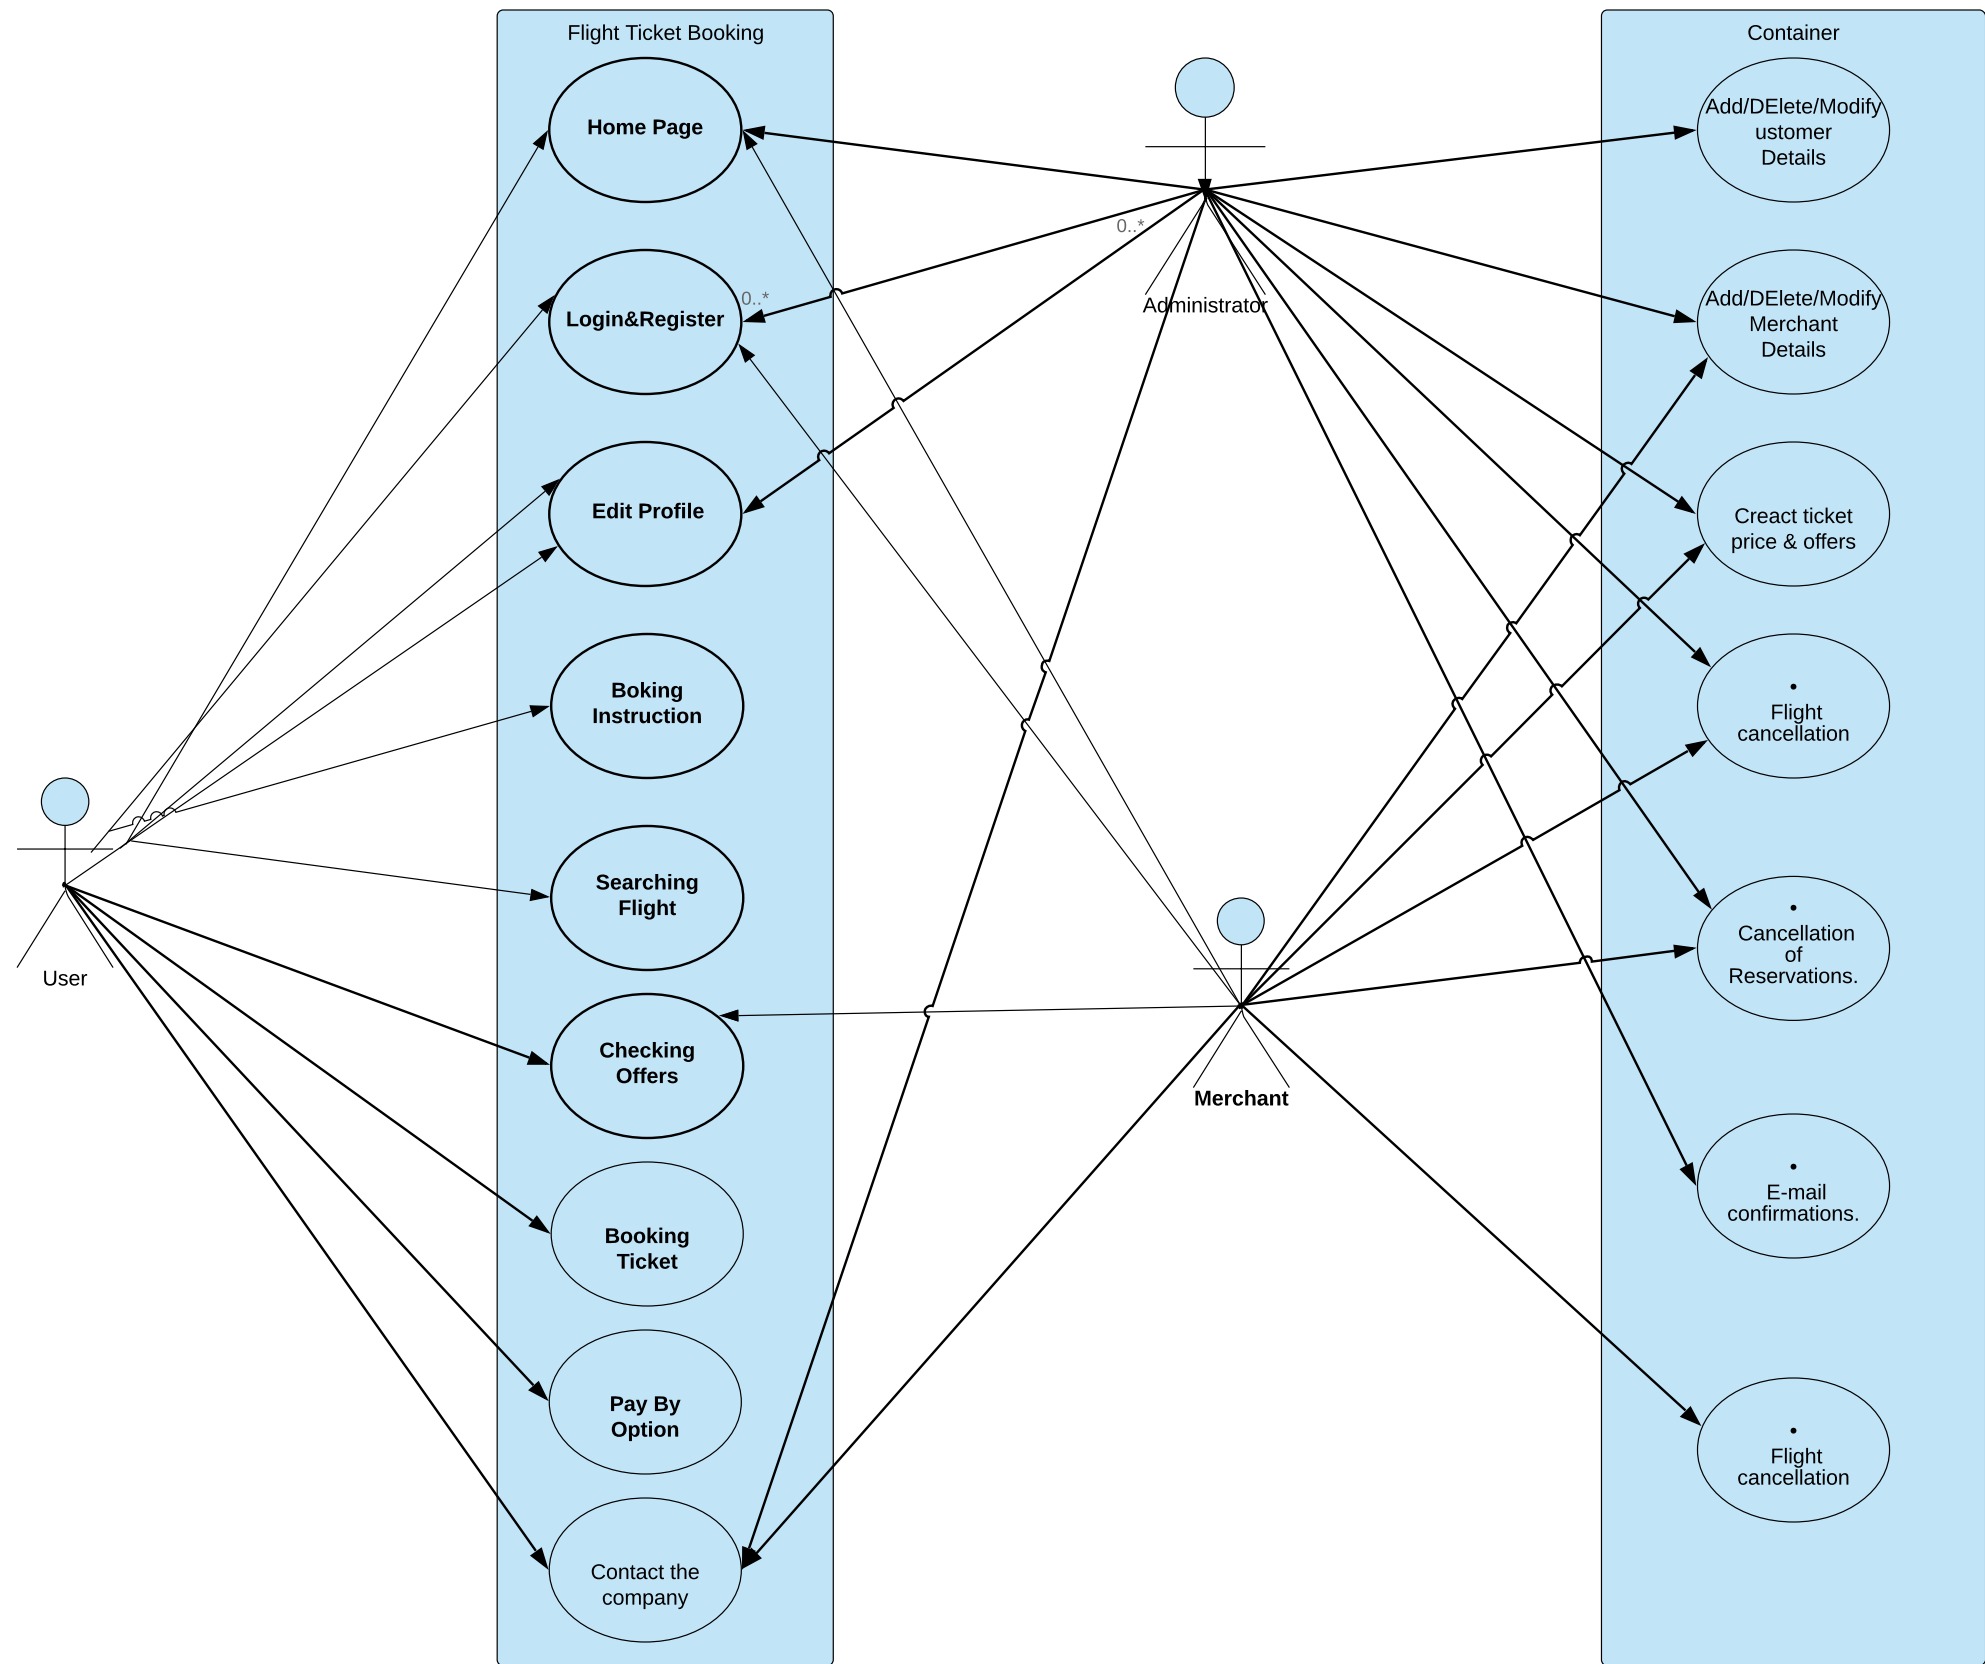 Flight Ticket Booking
Home Page
Login&Register
0..*
Edit Profile
Boking
Instruction
Searching
Flight
Checking
Offers
Booking
Ticket
Pay By
Option
Contact the
company
User
0..*
Administrator
Merchant
Container
Add/DElete/Modify
ustomer
Details
Add/DElete/Modify
Merchant
Details
Creact ticket
price & offers
•
Flight
cancellation
•
Cancellation
of
Reservations.
•
E-mail
confirmations.
•
Flight
cancellation